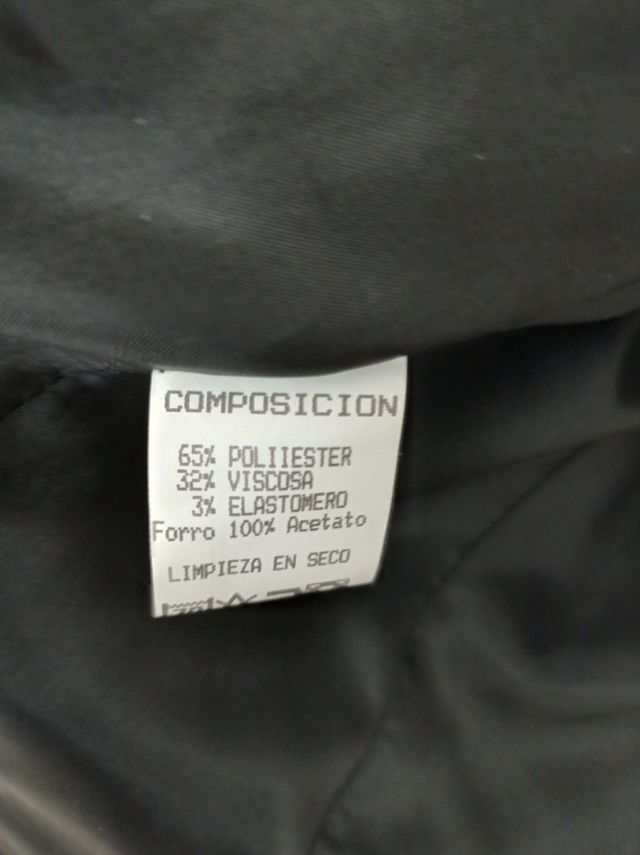 COMPOSICION
65% POLIIESTER
32% VISCOSA
3% ELASTOMERO
Forro 100% Acetato
LIMPIEZA EN SECO